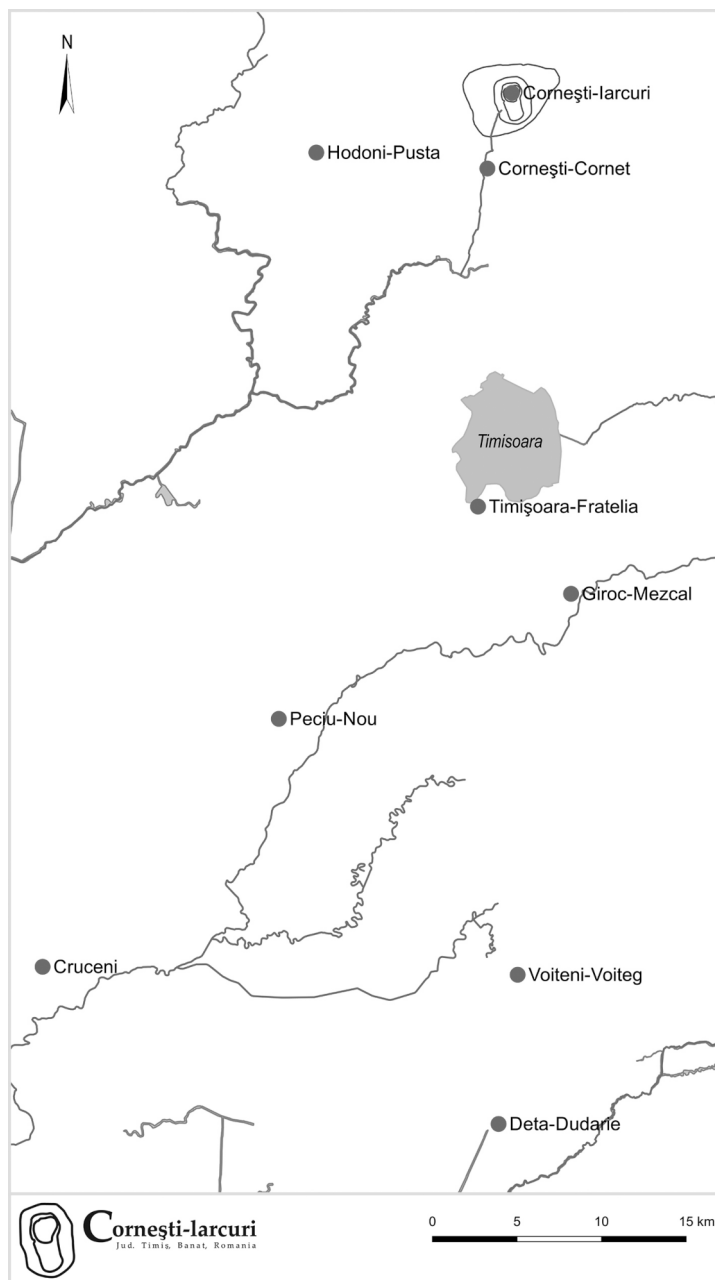 N
Corneşti-Iarcuri
Hodoni-Pusta
Corneşti-Cornet
Timisoara
Timişoara-Fratelia
Giroc-Mezcal
Peciu-Nou
Cruceni
Voiteni-Voiteg
Deta-Dudarie
Corneşti-Iarcuri
Jud. Timiş, Banat, Romania
0 5 10 15 km